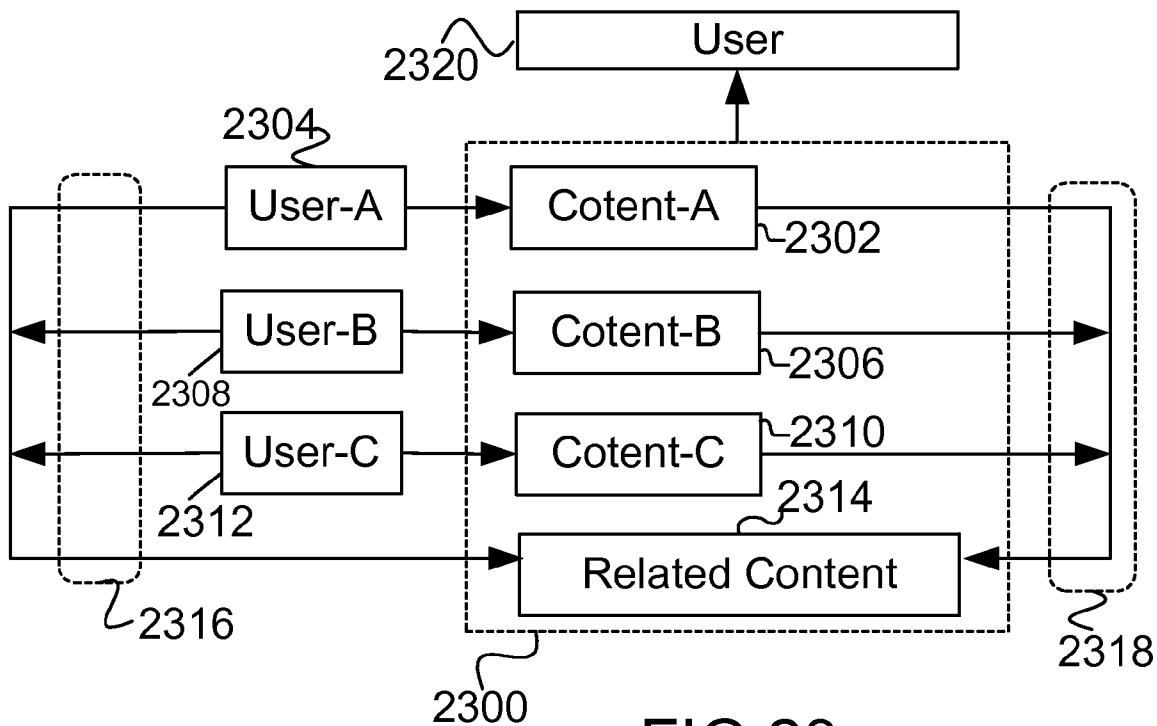 User
2320
2304
User-A
Cotent-A
2302
User-B
Cotent-B
2308
2306
User-C
Cotent-C
2310
2312
2314
Related Content
2316
2318
2300